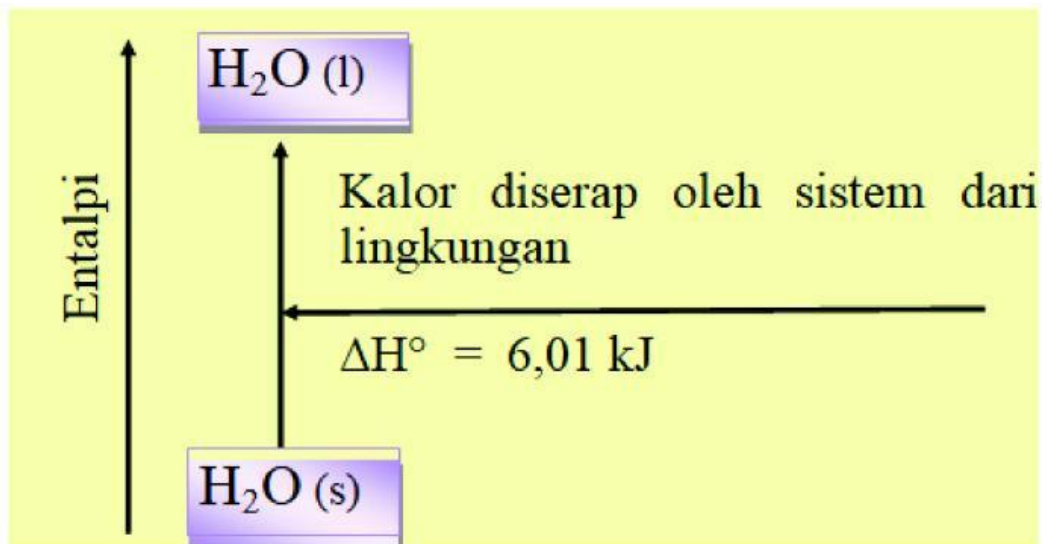 H₂O (l)
Entalpi
Kalor diserap oleh sistem dari
lingkungan
ΔH° = 6,01 kJ
H₂O (s)